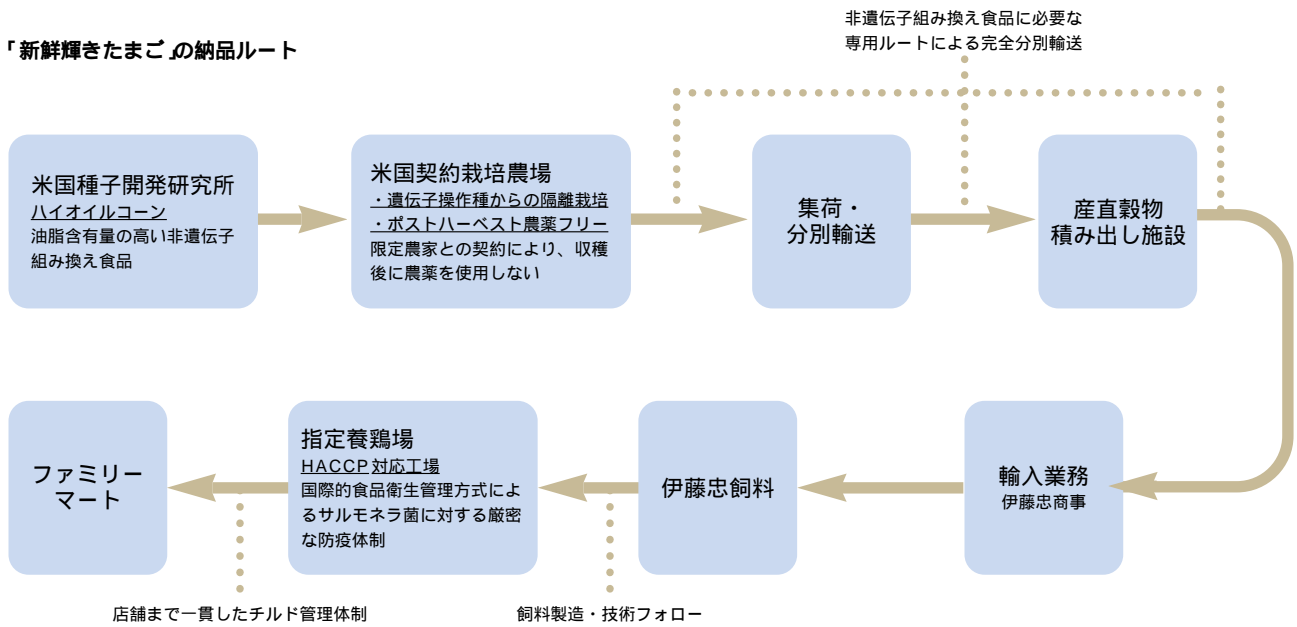 「新鮮輝きたまご」の納品ルート
非遺伝子組み換え食品に必要な
専用ルートによる完全分別輸送
米国種子開発研究所
ハイオイルコーン
油脂含有量の高い非遺伝子
組み換え食品
米国契約栽培農場
・遺伝子操作種からの隔離栽培
・ポストハーベスト農薬フリー
限定農家との契約により、収穫
後に農薬を使用しない
集荷・
分別輸送
産直穀物
積み出し施設
ファミリー
マート
指定養鶏場
HACCP対応工場
国際的食品衛生管理方式によ
るサルモネラ菌に対する厳密
な防疫体制
伊藤忠飼料
輸入業務
伊藤忠商事
店舗まで一貫したチルド管理体制
飼料製造・技術フォロー